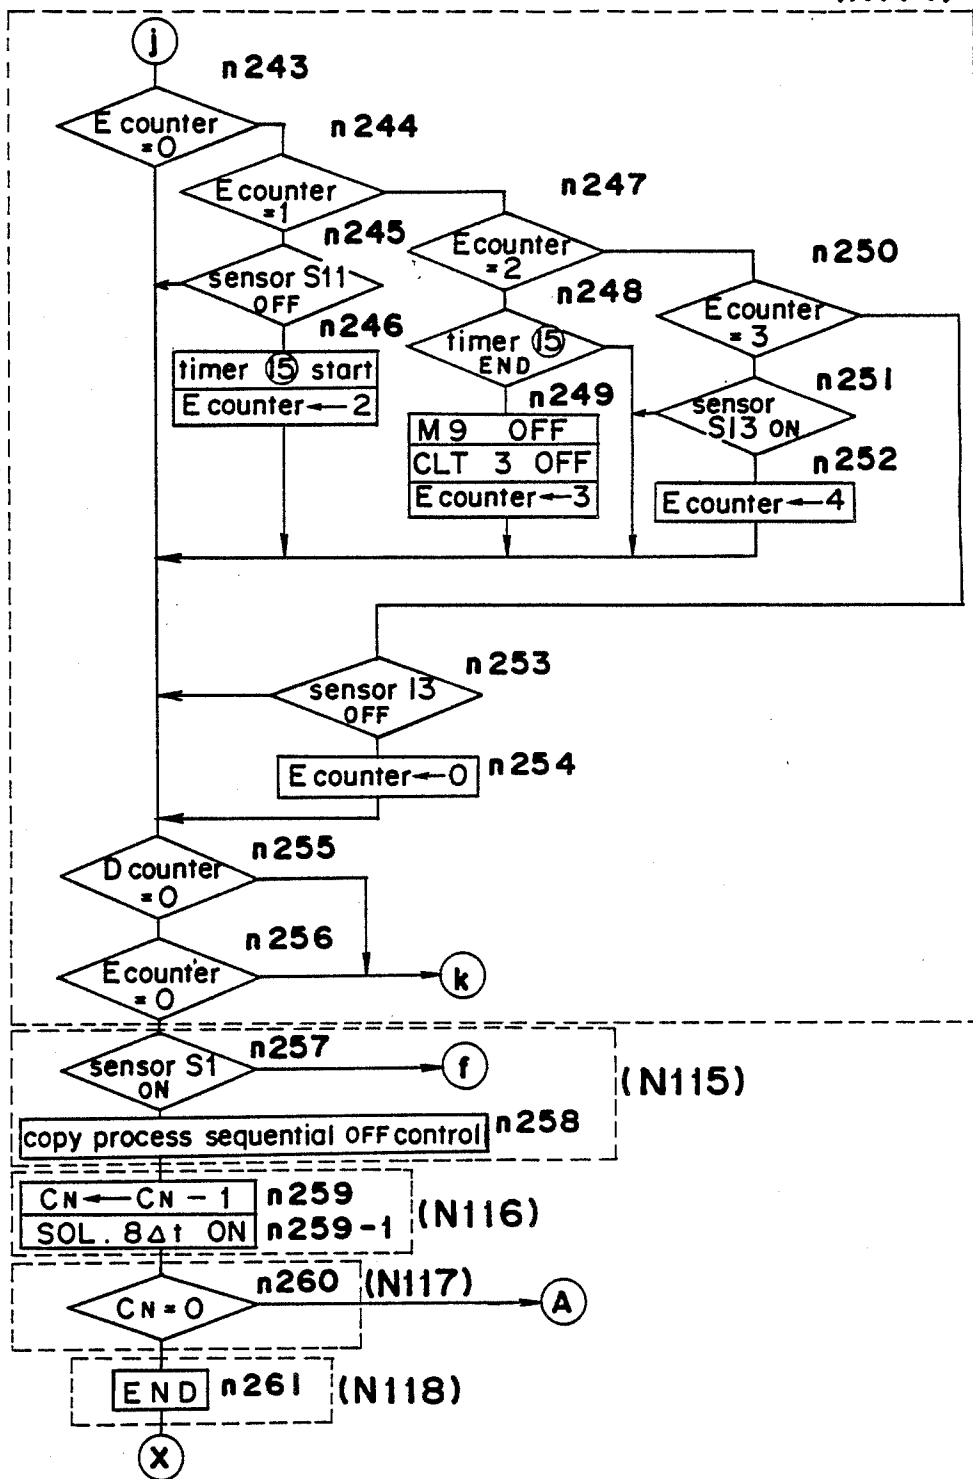 j
n243
E counter
=0
n244
E counter
=1
n247
n245
E counter
=2
n250
sensor S11
OFF
n248
E counter
=3
n246
timer ⑮
END
timer ⑮ start
E counter←2
n249
n251
sensor
S13 ON
M9 OFF
CLT 3 OFF
E counter←3
n252
E counter←4
n253
sensor 13
OFF
E counter←0
n254
n255
D counter
=0
n256
E counter
=0
k
n257
sensor S1
ON
f
(N115)
copy process sequential OFF control
n258
CN←CN-1
n259
SOL. 8Δt ON
n259-1
(N116)
n260
(N117)
CN=0
A
END
n261
(N118)
X